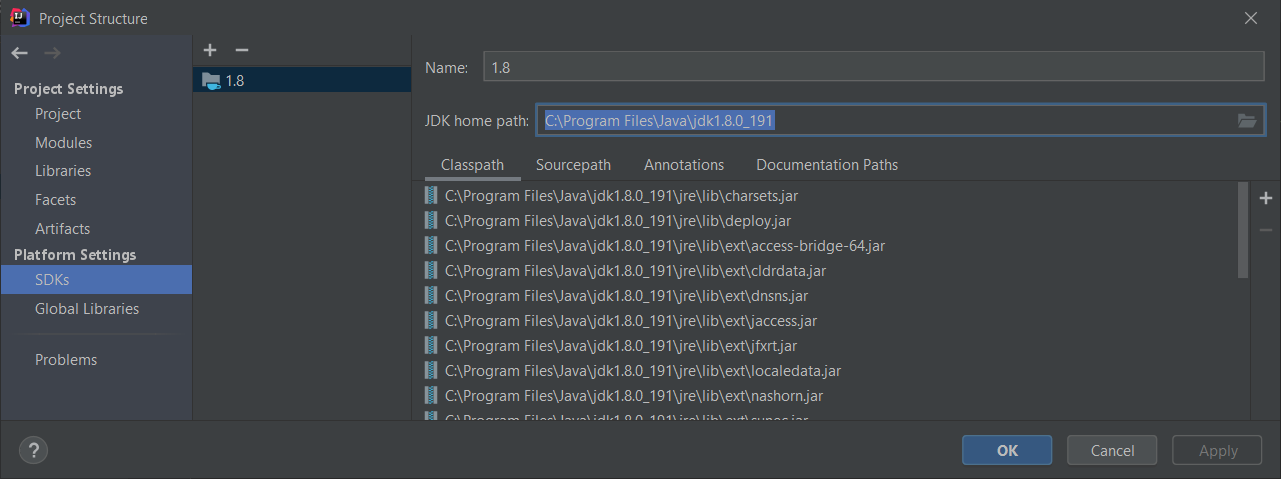 Project Structure
Project Settings
Project
Modules
Libraries
Facets
Artifacts
Platform Settings
SDKs
Global Libraries
Problems
1.8
Name: 1.8
JDK home path: C:\Program Files\Java\jdk1.8.0_191
Classpath Sourcepath Annotations Documentation Paths
C:\Program Files\Java\jdk1.8.0_191\jre\lib\charsets.jar
C:\Program Files\Java\jdk1.8.0_191\jre\lib\deploy.jar
C:\Program Files\Java\jdk1.8.0_191\jre\lib\ext\access-bridge-64.jar
C:\Program Files\Java\jdk1.8.0_191\jre\lib\ext\cldrdata.jar
C:\Program Files\Java\jdk1.8.0_191\jre\lib\ext\dnsns.jar
C:\Program Files\Java\jdk1.8.0_191\jre\lib\ext\jaccess.jar
C:\Program Files\Java\jdk1.8.0_191\jre\lib\ext\jfxrt.jar
C:\Program Files\Java\jdk1.8.0_191\jre\lib\ext\localedata.jar
C:\Program Files\Java\jdk1.8.0_191\jre\lib\ext\nashorn.jar
? OK Cancel Apply